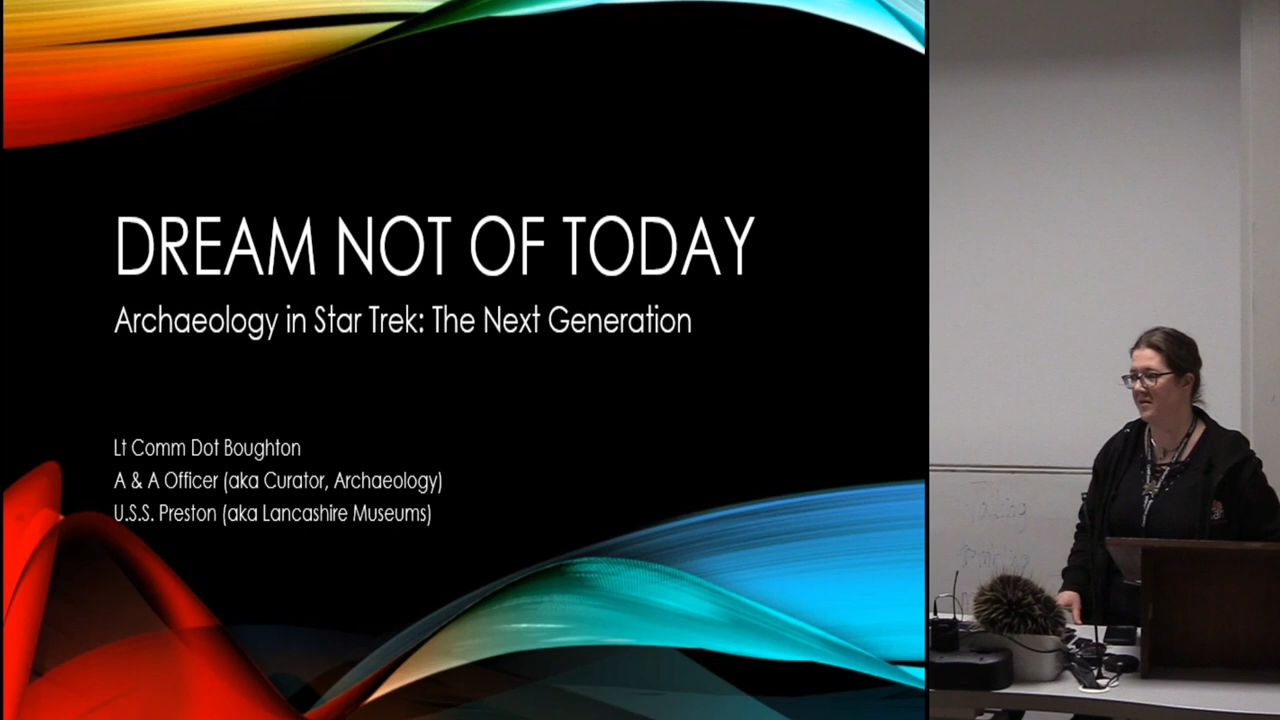 DREAM NOT OF TODAY
Archaeology in Star Trek: The Next Generation
Lt Comm Dot Boughton
A & A Officer (aka Curator, Archaeology)
U.S.S. Preston (aka Lancashire Museums)